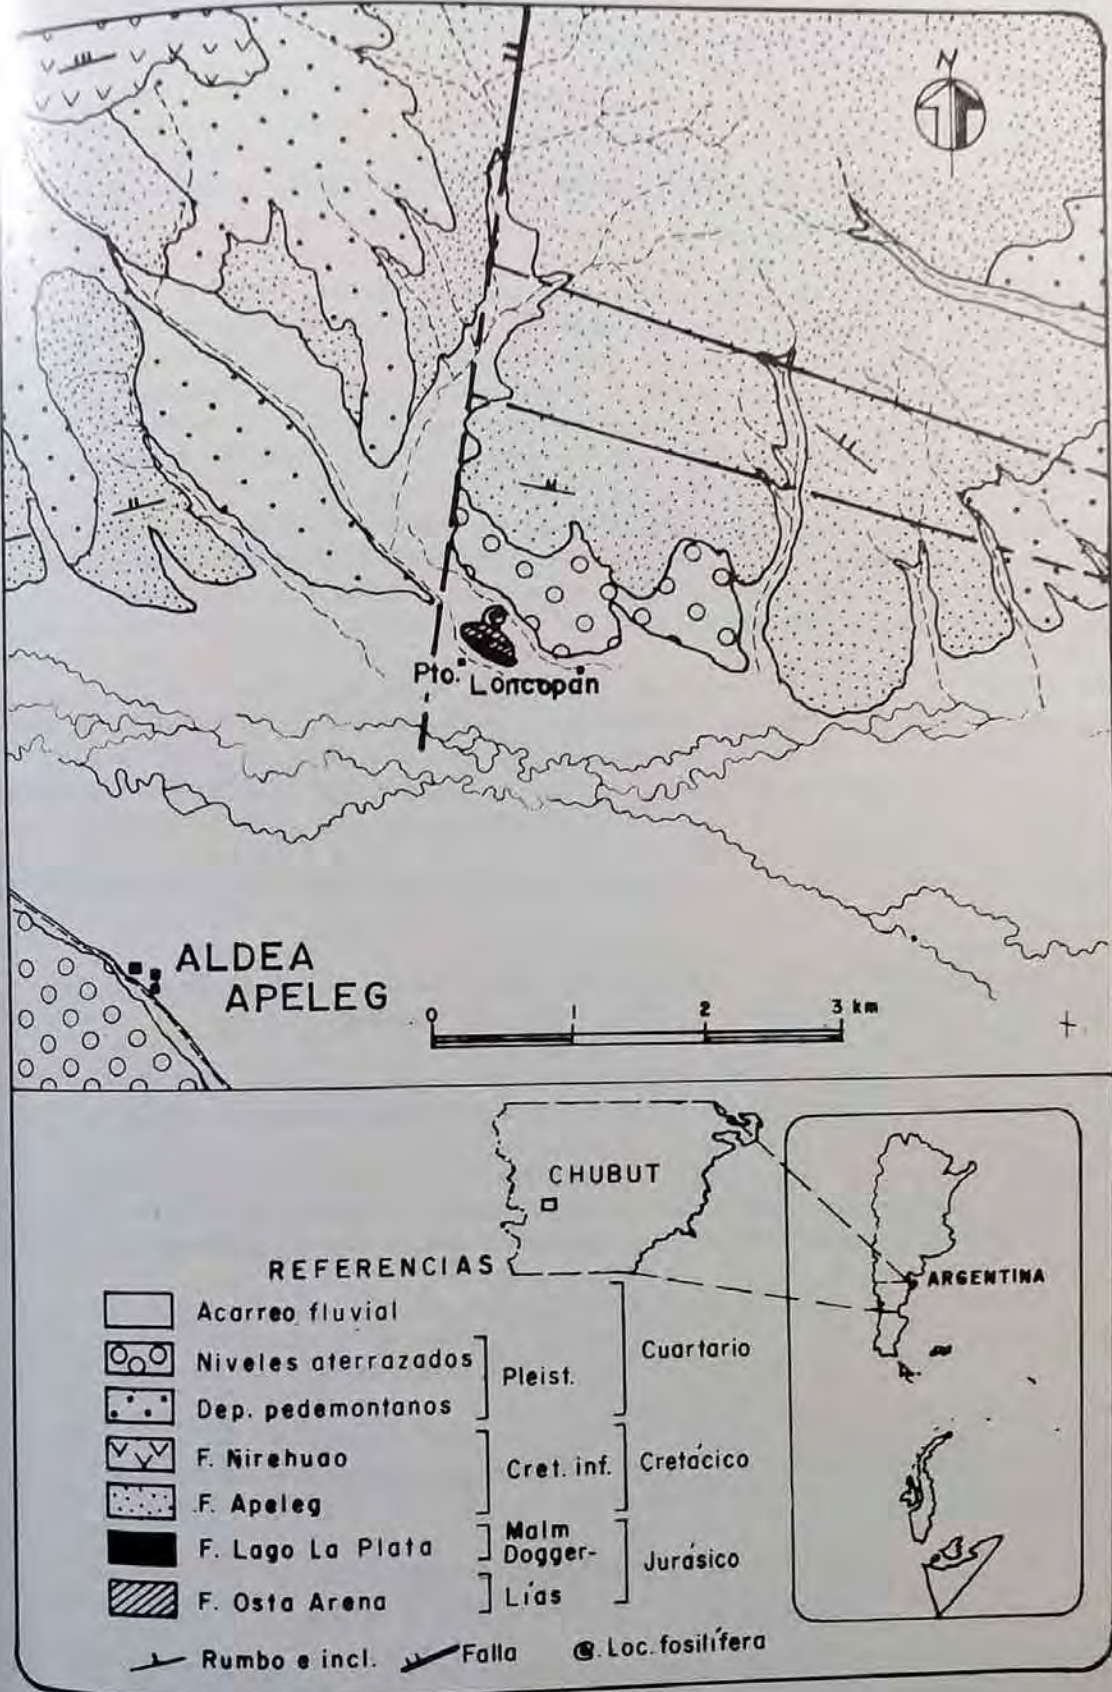 N
Pto. Loncopán
ALDEA
APELEG
0 1 2 3 km
CHUBUT
ARGENTINA
REFERENCIAS
Acarreo fluvial
Niveles aterrazados
Dep. pedemontanos
Pleist.
Cuartario
F. Ñirehuao
F. Apeleg
Cret. inf.
Cretácico
F. Lago La Plata
Malm
Dogger-
F. Osta Arena
Lías
Jurásico
Rumbo e incl.
Falla
Loc. fosilífera